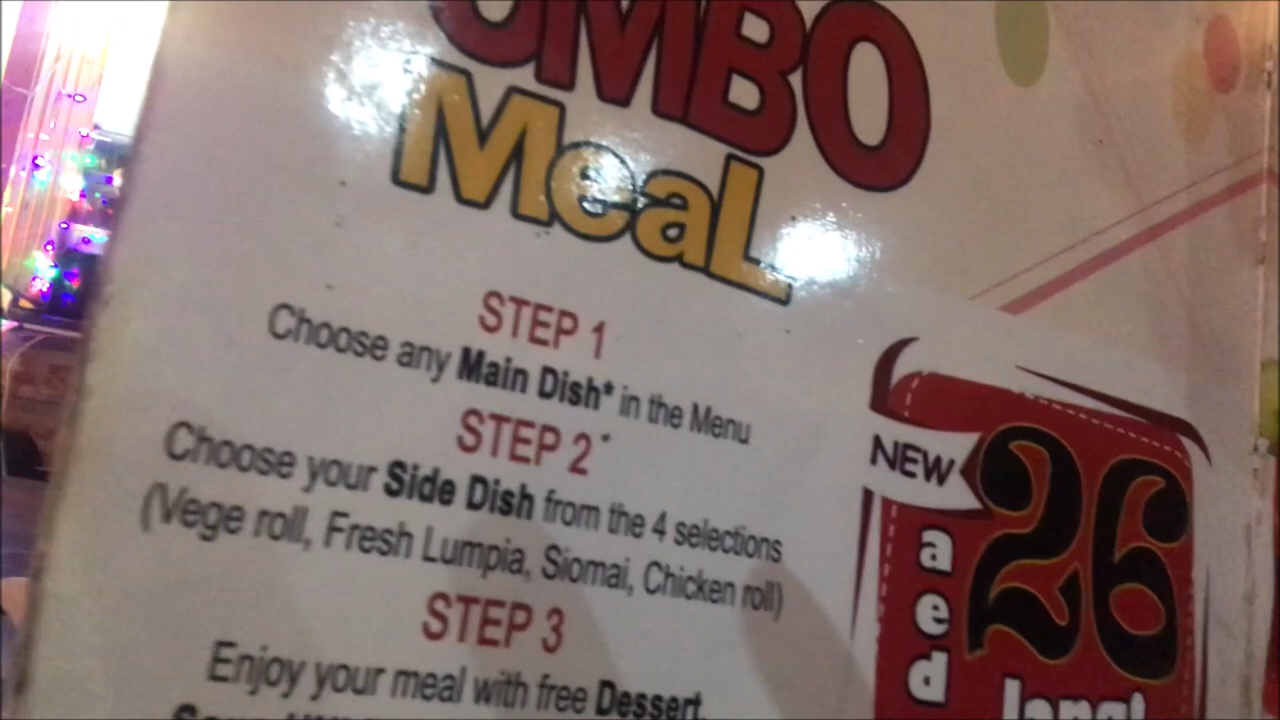 UMBO
MeaL
STEP 1
Choose any Main Dish* in the Menu
STEP 2*
Choose your Side Dish from the 4 selections
(Vege roll, Fresh Lumpia, Siomai, Chicken roll)
STEP 3
Enjoy your meal with free Dessert,
NEW
26
aed
lang!